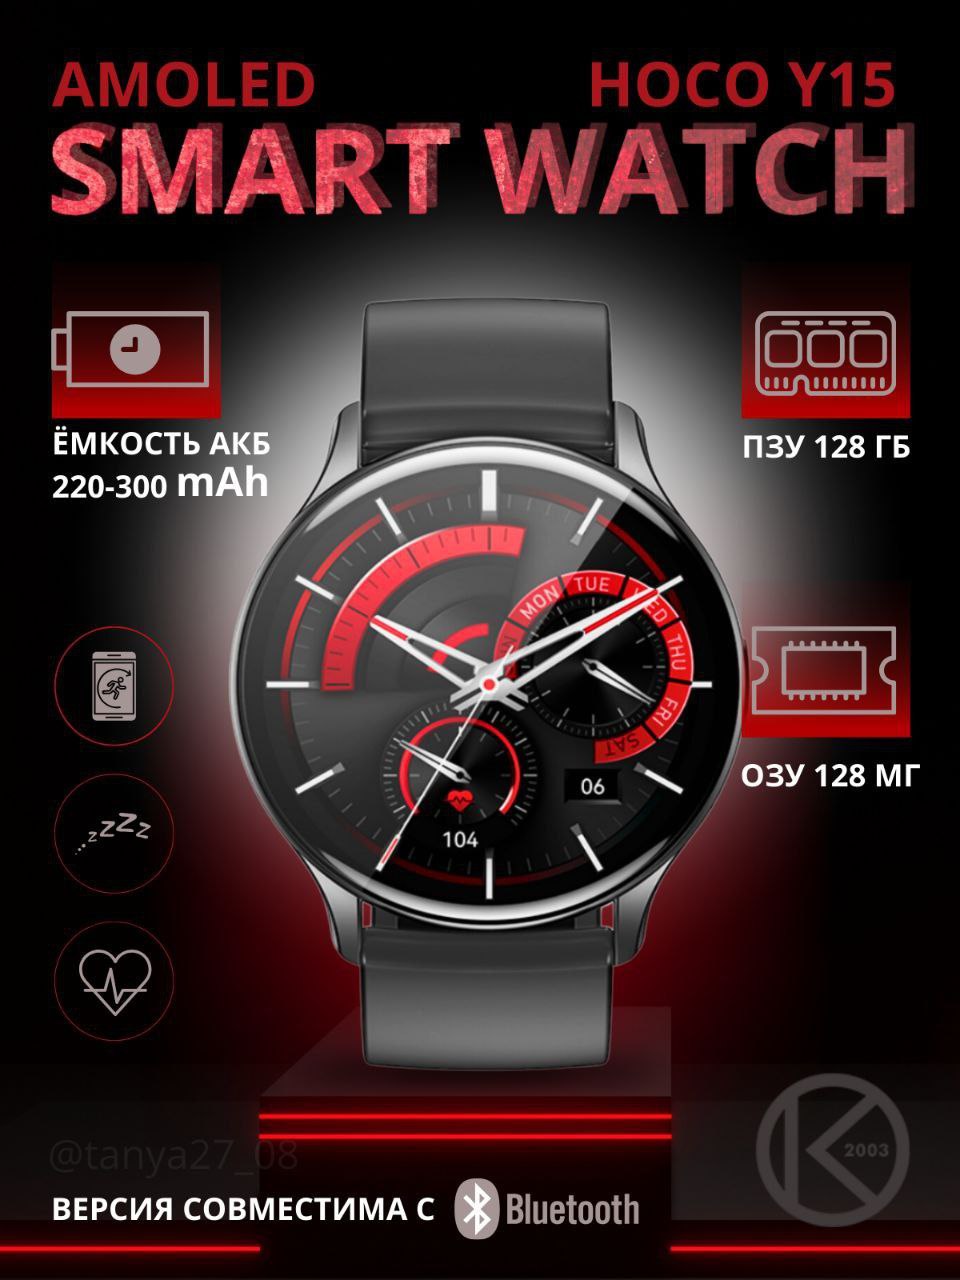 AMOLED HOCO Y15
SMART WATCH
ЁМКОСТЬ АКБ
220-300 mAh
ПЗУ 128 ГБ
MON TUE WED THU FRI SAT
ОЗУ 128 МГ
zzzzz
06
104
@tanya27_08
K 2003
ВЕРСИЯ СОВМЕСТИМА С Bluetooth